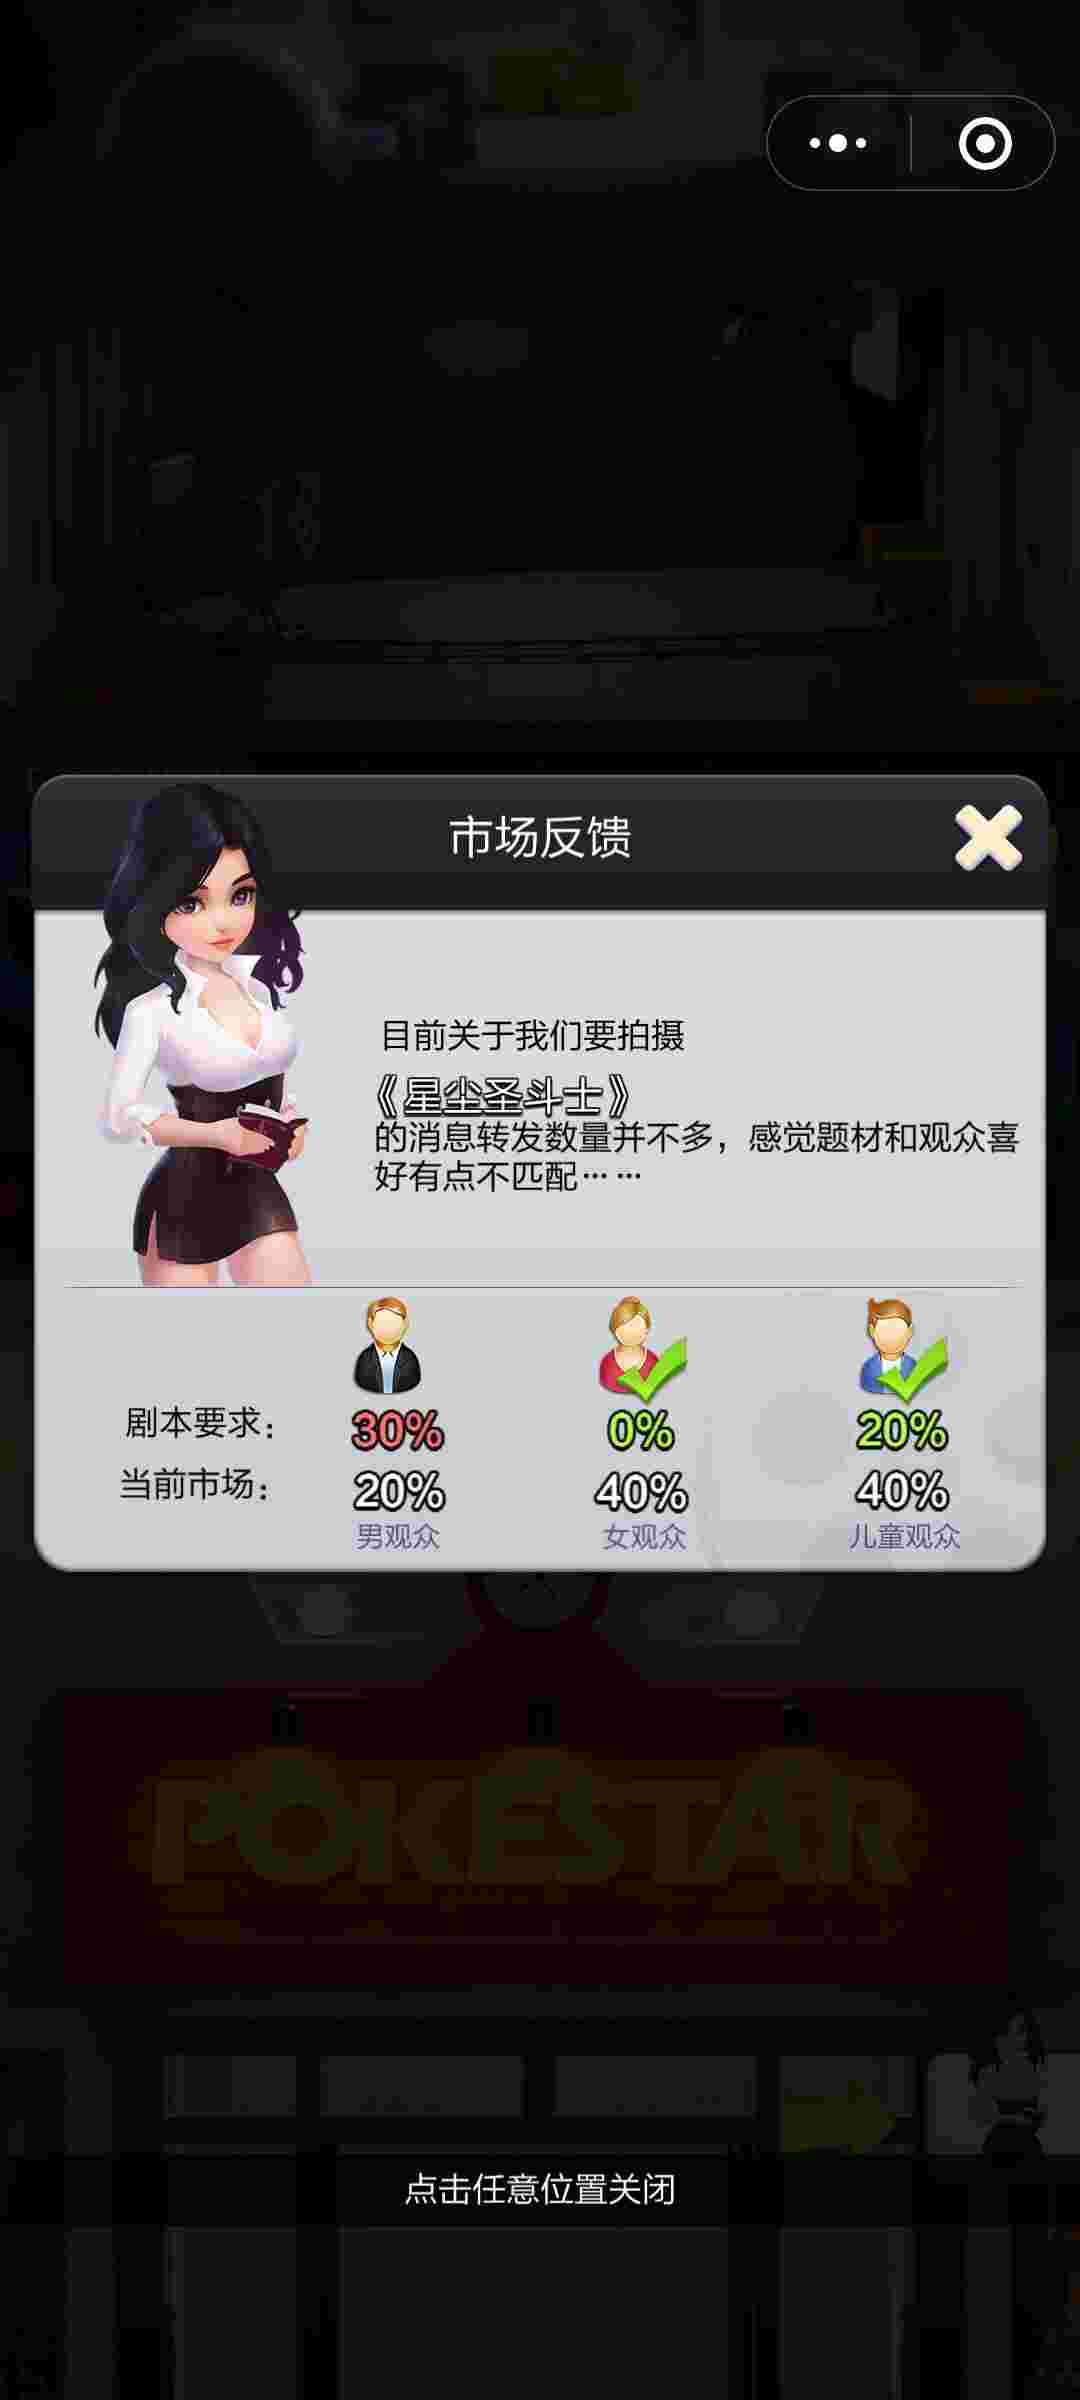 市场反馈
目前关于我们要拍摄
《星尘圣斗士》
的消息转发数量并不多，感觉题材和观众喜
好有点不匹配……
剧本要求： 30% 0% 20%
当前市场： 20% 40% 40%
男观众 女观众 儿童观众
POKESTAR
点击任意位置关闭